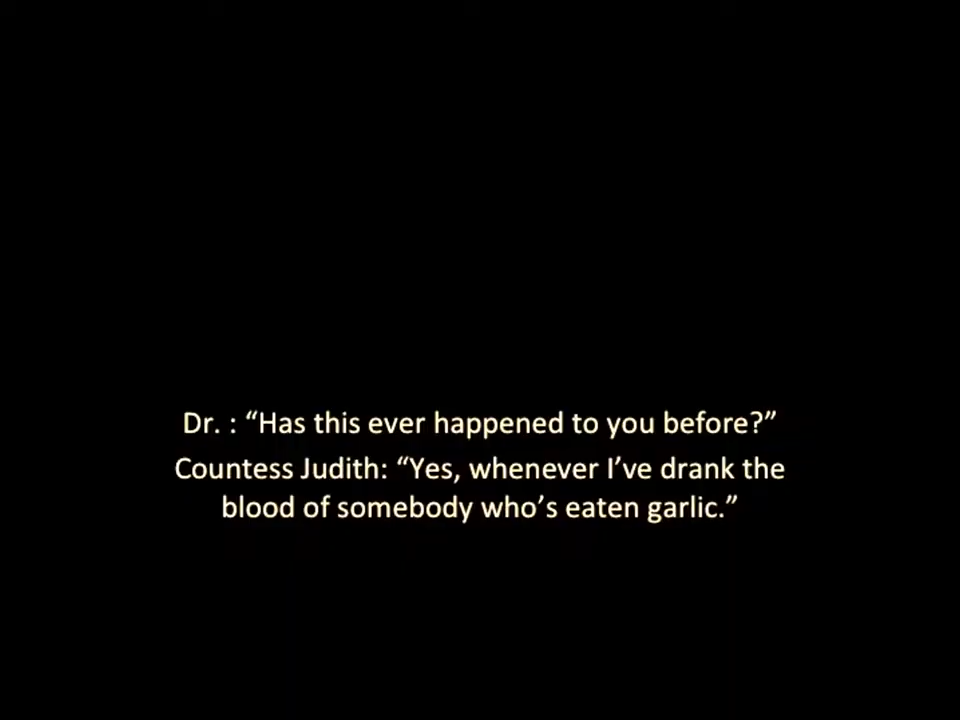 Dr. : “Has this ever happened to you before?”
Countess Judith: “Yes, whenever I’ve drank the
blood of somebody who’s eaten garlic.”